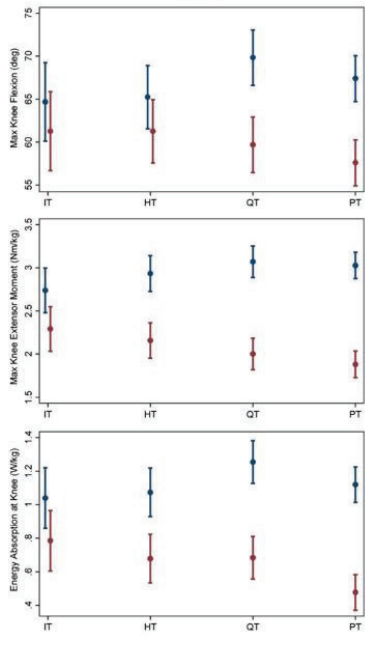 Max Knee Flexion (deg)
75
70
65
60
55
IT HT QT PT
Max Knee Extensor Moment (Nm/kg)
3.5
3
2.5
2
1.5
IT HT QT PT
Energy Absorption at Knee (W/kg)
1.4
1.2
1
.8
.6
.4
IT HT QT PT